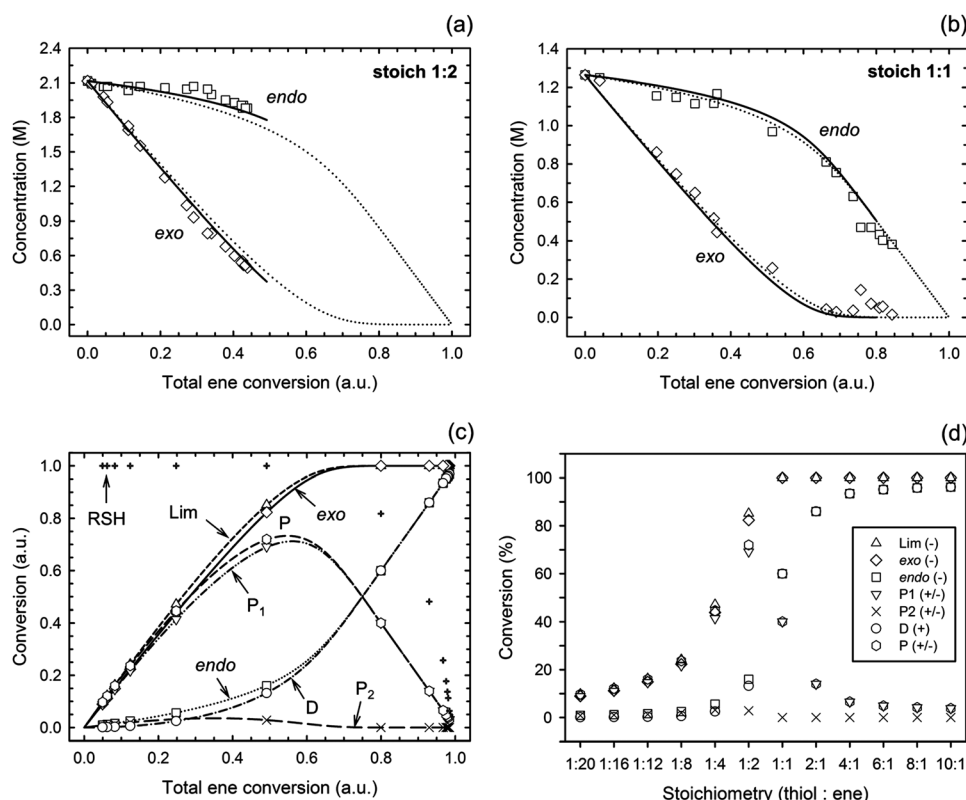 (a)
stoich 1:2
endo
exo
Concentration (M)
2.7
2.4
2.1
1.8
1.5
1.2
0.9
0.6
0.3
0.0
0.0 0.2 0.4 0.6 0.8 1.0
Total ene conversion (a.u.)
(b)
stoich 1:1
endo
exo
Concentration (M)
1.4
1.2
1.0
0.8
0.6
0.4
0.2
0.0
0.0 0.2 0.4 0.6 0.8 1.0
Total ene conversion (a.u.)
(c)
RSH
Lim
exo
P
P1
endo
D
P2
Conversion (a.u.)
1.0
0.8
0.6
0.4
0.2
0.0
0.0 0.2 0.4 0.6 0.8 1.0
Total ene conversion (a.u.)
(d)
Conversion (%)
100
80
60
40
20
0
Lim (-)
exo (-)
endo (-)
P1 (+/-)
P2 (+/-)
D (+)
P (+/-)
1:20 1:16 1:12 1:8 1:4 1:2 1:1 2:1 4:1 6:1 8:1 10:1
Stoichiometry (thiol : ene)